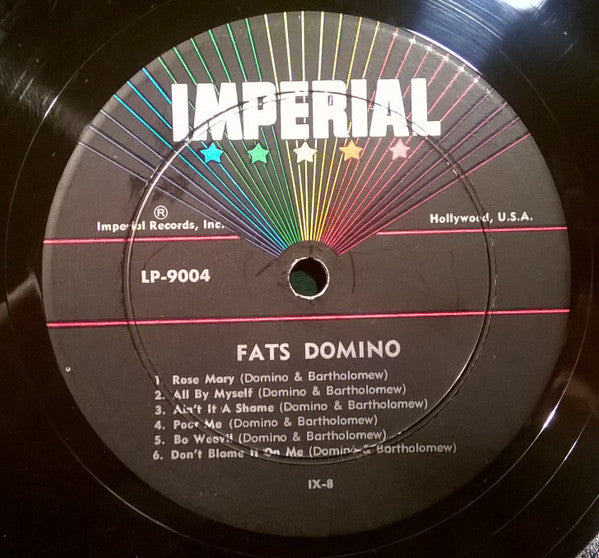 IMPERIAL
®
Imperial Records, Inc.
Hollywood, U.S.A.
LP-9004
FATS DOMINO
1. Rose Mary (Domino & Bartholomew)
2. All By Myself (Domino & Bartholomew)
3. Ain't It A Shame (Domino & Bartholomew)
4. Poor Me (Domino & Bartholomew)
5. Bo Weevil (Domino & Bartholomew)
6. Don't Blame It On Me (Domino & Bartholomew)
IX-8